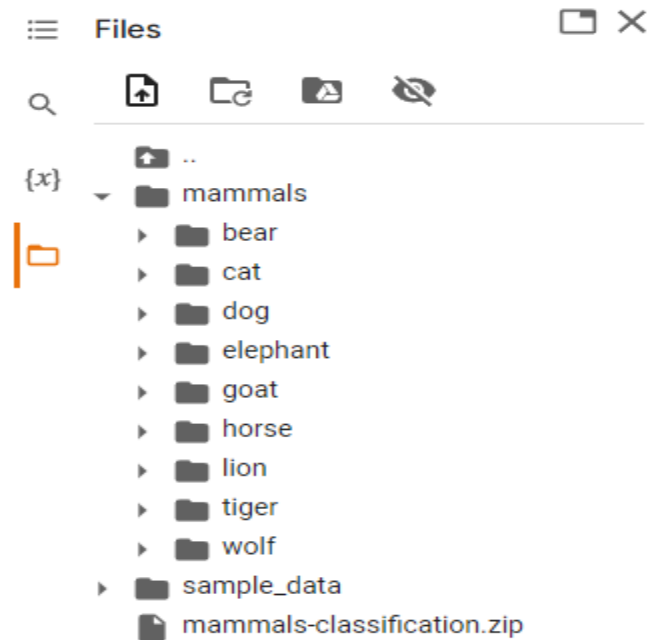 Files
{x}
..
mammals
bear
cat
dog
elephant
goat
horse
lion
tiger
wolf
sample_data
mammals-classification.zip